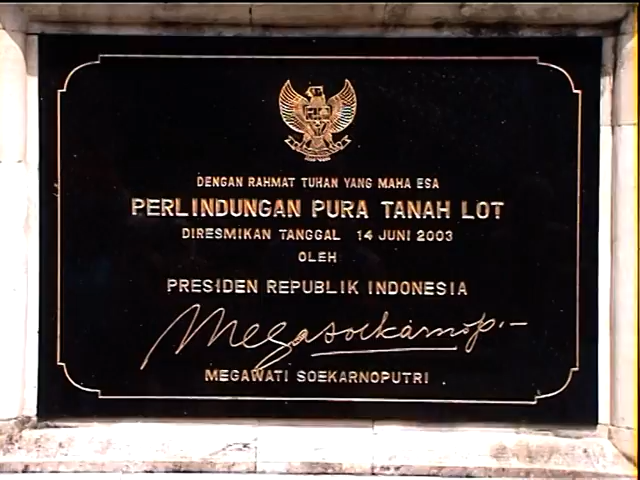 DENGAN RAHMAT TUHAN YANG MAHA ESA
PERLINDUNGAN PURA TANAH LOT
DIRESMIKAN TANGGAL 14 JUNI 2003
OLEH
PRESIDEN REPUBLIK INDONESIA
Megasoekarnop.
MEGAWATI SOEKARNOPUTRI